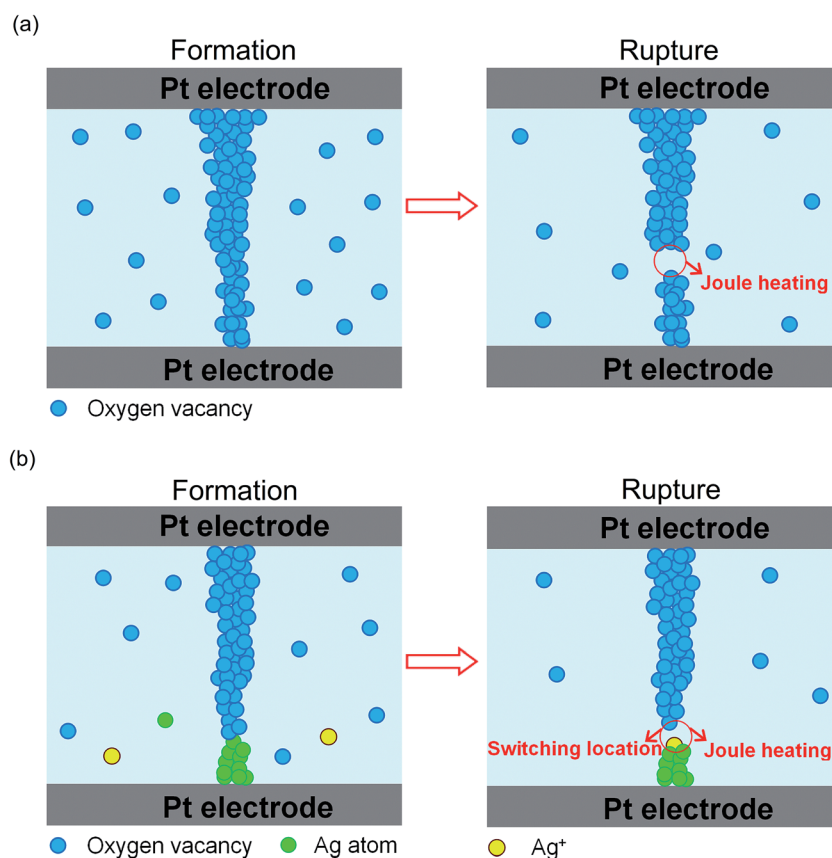 (a)
Formation
Rupture
Pt electrode
Pt electrode
Joule heating
Pt electrode
Pt electrode
Oxygen vacancy
(b)
Formation
Rupture
Pt electrode
Pt electrode
Switching location
Joule heating
Pt electrode
Pt electrode
Oxygen vacancy
Ag atom
Ag⁺